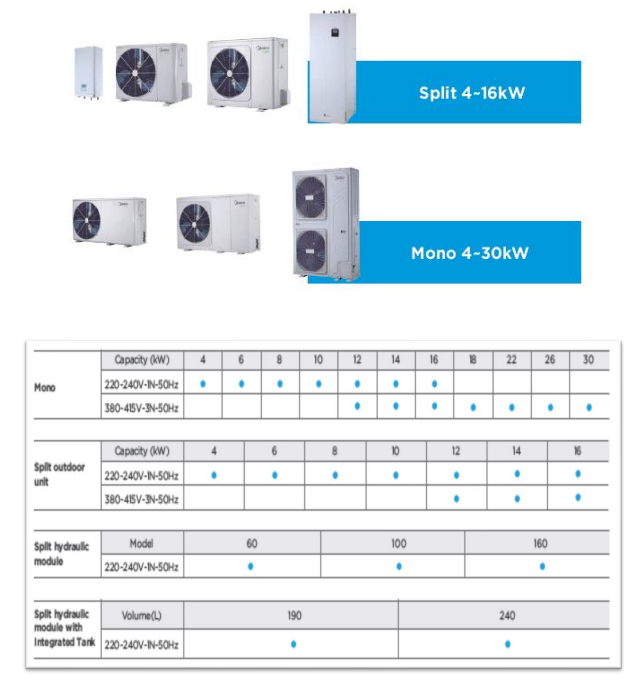 Split 4~16kW
Mono 4~30kW
Mono
Capacity (kW) 4 6 8 10 12 14 16 18 22 26 30
220-240V-1N-50Hz • • • • • • •
380-415V-3N-50Hz • • • • • • •
Split outdoor
unit
Capacity (kW) 4 6 8 10 12 14 16
220-240V-1N-50Hz • • • • • • •
380-415V-3N-50Hz • • •
Split hydraulic
module
Model 60 100 160
220-240V-1N-50Hz • • •
Split hydraulic
module with
Integrated Tank
Volume(L) 190 240
220-240V-1N-50Hz • •